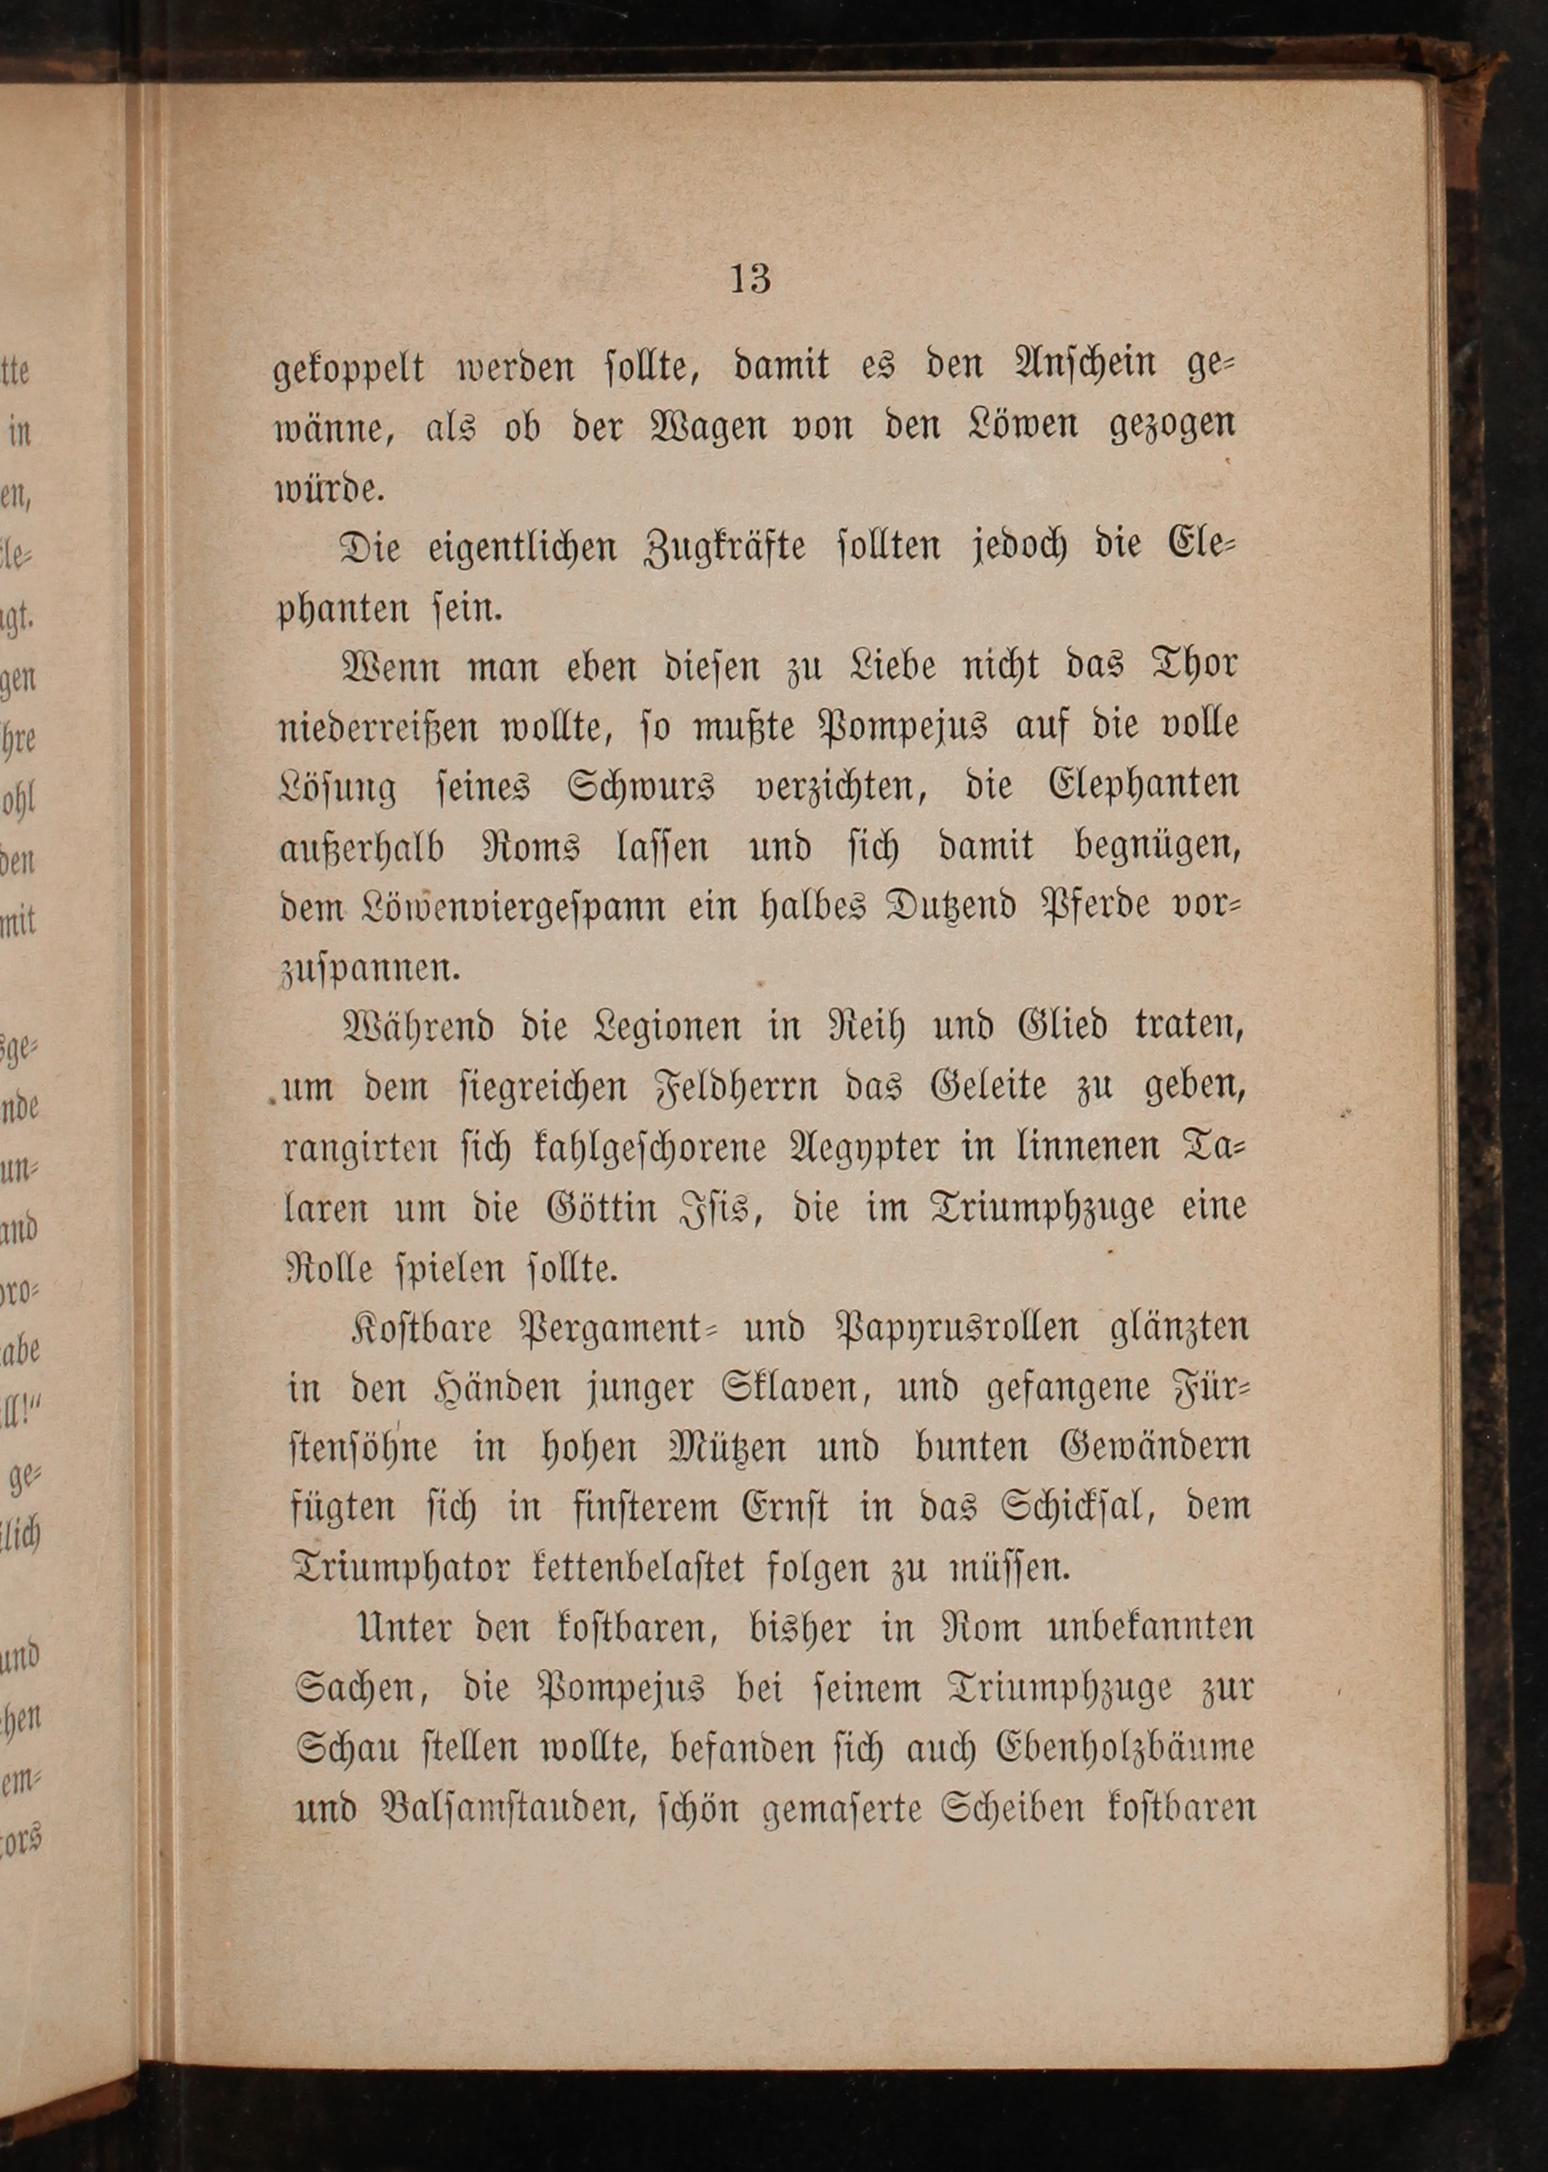 13
gekoppelt werden ſollte, damit es den Anſchein ge⸗
wänne, als ob der Wagen von den Löwen gezogen
würde.
Die eigentlichen Zugkräfte ſollten jedoch die Ele⸗
phanten ſein.
Wenn man eben dieſen zu Liebe nicht das Thor
niederreißen wollte, ſo mußte Pompejus auf die volle
Löſung ſeines Schwurs verzichten, die Elephanten
außerhalb Roms laſſen und ſich damit begnügen,
dem Löwenviergeſpann ein halbes Dutzend Pferde vor⸗
zuſpannen.
Während die Legionen in Reih und Glied traten,
um dem ſiegreichen Feldherrn das Geleite zu geben,
rangirten ſich kahlgeſchorene Aegypter in linnenen Ta⸗
laren um die Göttin Iſis, die im Triumphzuge eine
Rolle ſpielen ſollte.
Koſtbare Pergament⸗ und Papyrusrollen glänzten
in den Händen junger Sklaven, und gefangene Für⸗
ſtenſöhne in hohen Mützen und bunten Gewändern
fügten ſich in finſterem Ernſt in das Schickſal, dem
Triumphator kettenbelaſtet folgen zu müſſen.
Unter den koſtbaren, bisher in Rom unbekannten
Sachen, die Pompejus bei ſeinem Triumphzuge zur
Schau ſtellen wollte, befanden ſich auch Ebenholzbäume
und Balſamſtauden, ſchön gemaſerte Scheiben koſtbaren